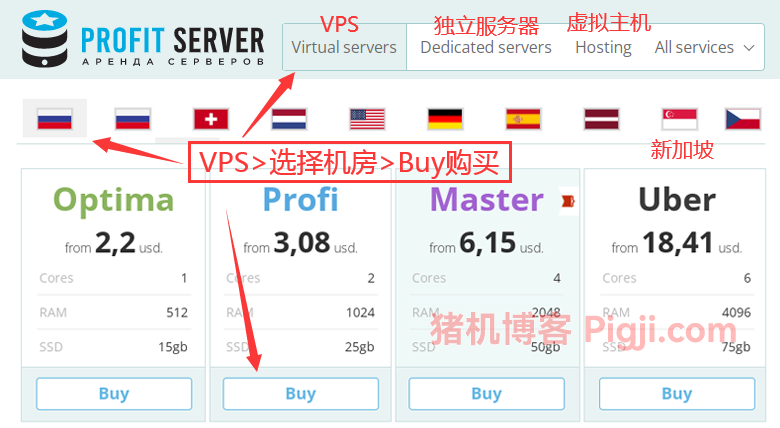 PROFIT SERVER
АРЕНДА СЕРВЕРОВ
VPS
独立服务器
虚拟主机
Virtual servers
Dedicated servers
Hosting
All services
新加坡
VPS>选择机房>Buy购买
Optima
from 2,2 usd.
Cores 1
RAM 512
SSD 15gb
Buy
Profi
from 3,08 usd.
Cores 2
RAM 1024
SSD 25gb
Buy
Master
from 6,15 usd.
Cores 4
RAM 2048
SSD 50gb
Buy
Uber
from 18,41 usd.
Cores 6
RAM 4096
SSD 75gb
Buy
猪机博客 Pigji.com